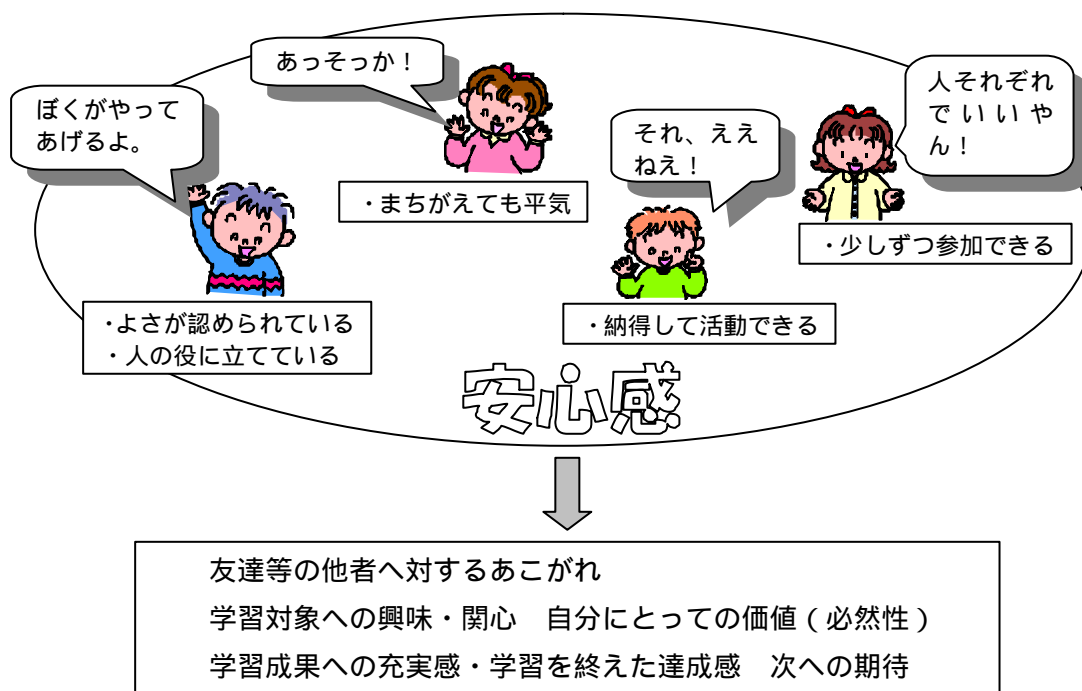 あっそっか！
ぼくがやって
あげるよ。
人それぞれ
でいいや
ん！
それ、ええ
ねえ！
・まちがえても平気
・少しずつ参加できる
・よさが認められている
・人の役に立てている
・納得して活動できる
安心感
友達等の他者へ対するあこがれ
学習対象への興味・関心　自分にとっての価値（必然性）
学習成果への充実感・学習を終えた達成感　次への期待